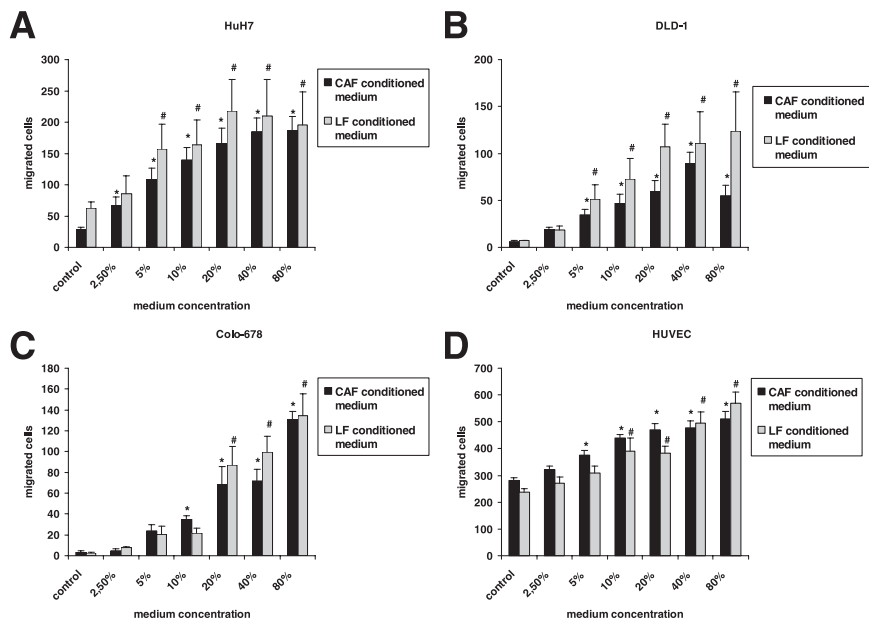 A
HuH7
300
250
200
150
100
50
0
migrated cells
* * * * * *
# # # # #
control
2,50%
5%
10%
20%
40%
80%
medium concentration
CAF conditioned
medium
LF conditioned
medium
B
DLD-1
200
150
100
50
0
migrated cells
* * * * *
# # # # #
control
2,50%
5%
10%
20%
40%
80%
medium concentration
CAF conditioned
medium
LF conditioned
medium
C
Colo-678
180
160
140
120
100
80
60
40
20
0
migrated cells
* * * *
# # #
control
2,50%
5%
10%
20%
40%
80%
medium concentration
CAF conditioned
medium
LF conditioned
medium
D
HUVEC
700
600
500
400
300
200
100
0
migrated cells
* * * * *
# # # #
control
2,50%
5%
10%
20%
40%
80%
medium concentration
CAF conditioned
medium
LF conditioned
medium